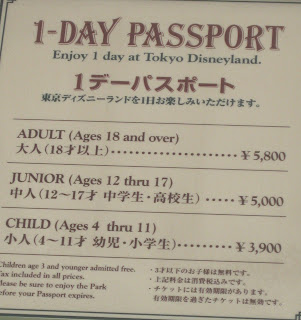 1-DAY PASSPORT
Enjoy 1 day at Tokyo Disneyland.
1デーパスポート
東京ディズニーランドを1日お楽しみいただけます。
ADULT (Ages 18 and over)
大人(18才以上)・・・・・・・・・・・・・・・・・・¥5,800
JUNIOR (Ages 12 thru 17)
中人(12〜17才 中学生・高校生)・・・・・¥5,000
CHILD (Ages 4 thru 11)
小人(4〜11才 幼児・小学生)・・・・・・・・¥3,900
Children age 3 and younger admitted free.
Tax included in all prices.
Please be sure to enjoy the Park
before your Passport expires.
・3才以下のお子様は無料です。
・上記料金は消費税込みです。
・チケットには有効期限があります。
有効期限を過ぎたチケットは無効です。